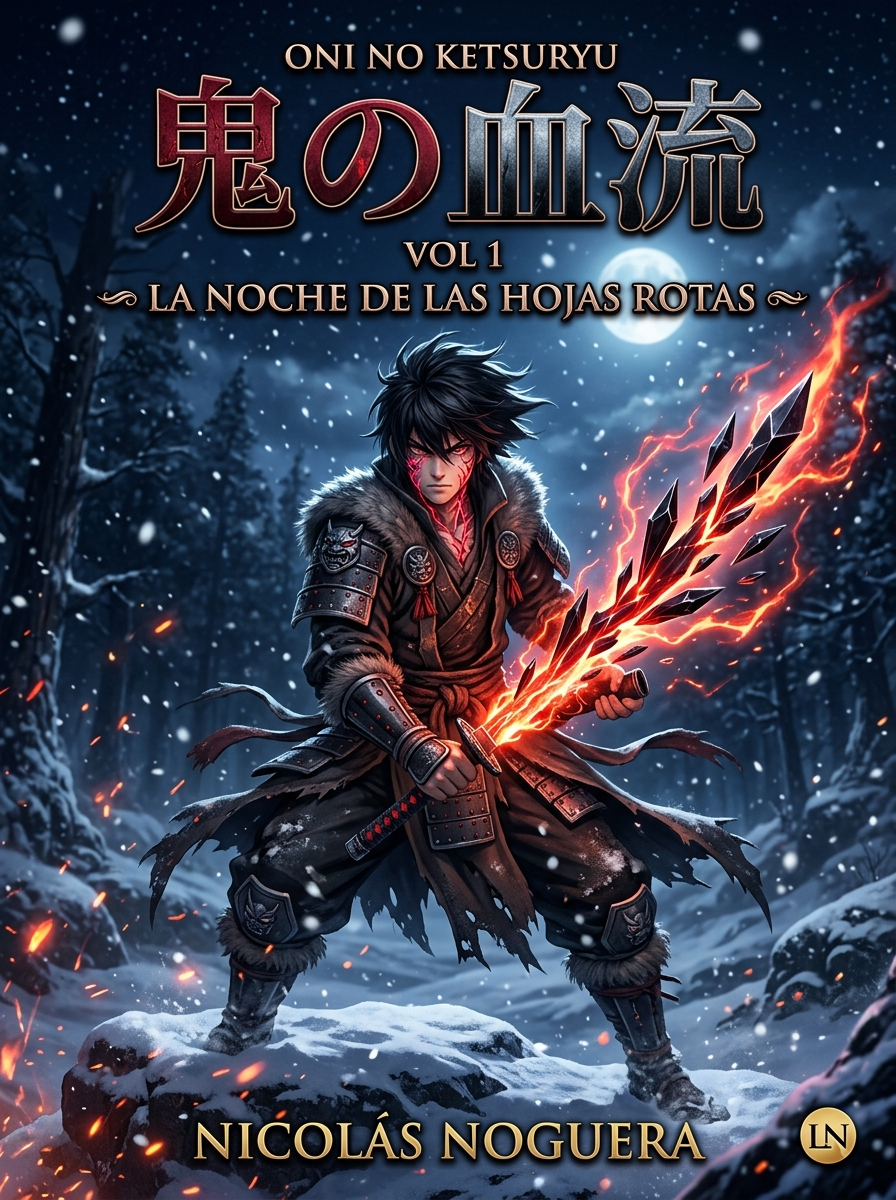 ONI NO KETSURYU
鬼の血流
VOL 1
LA NOCHE DE LAS HOJAS ROTAS
NICOLÁS NOGUERA
LN